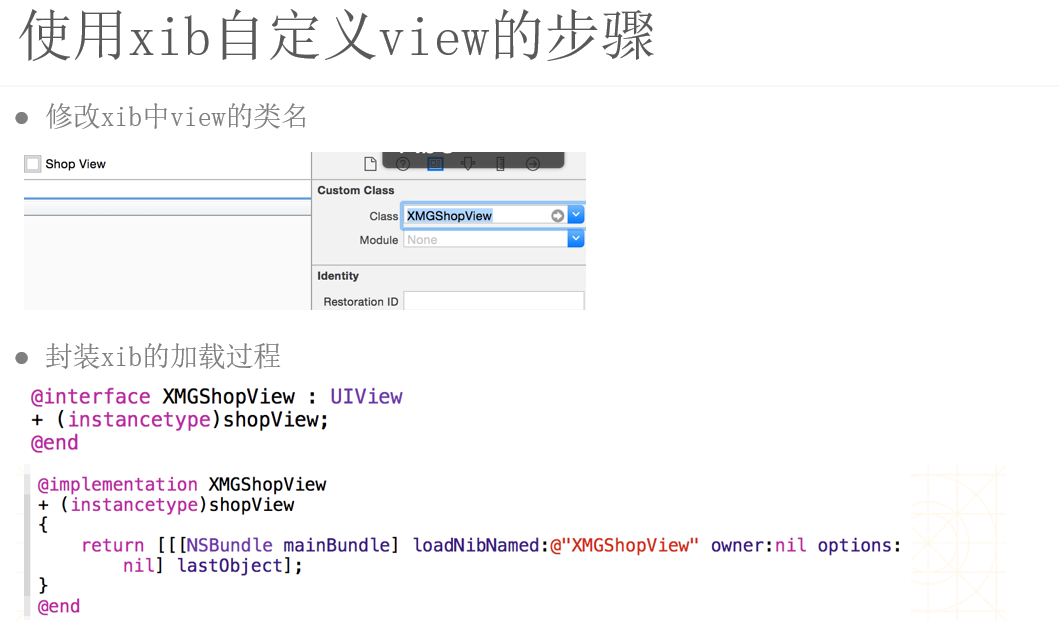 使用xib自定义view的步骤
修改xib中view的类名
Shop View
Custom Class
Class XMGShopView
Module None
Identity
Restoration ID
封装xib的加载过程
@interface XMGShopView : UIView
+ (instancetype)shopView;
@end
@implementation XMGShopView
+ (instancetype)shopView
{
return [[[NSBundle mainBundle] loadNibNamed:@"XMGShopView" owner:nil options:
nil] lastObject];
}
@end